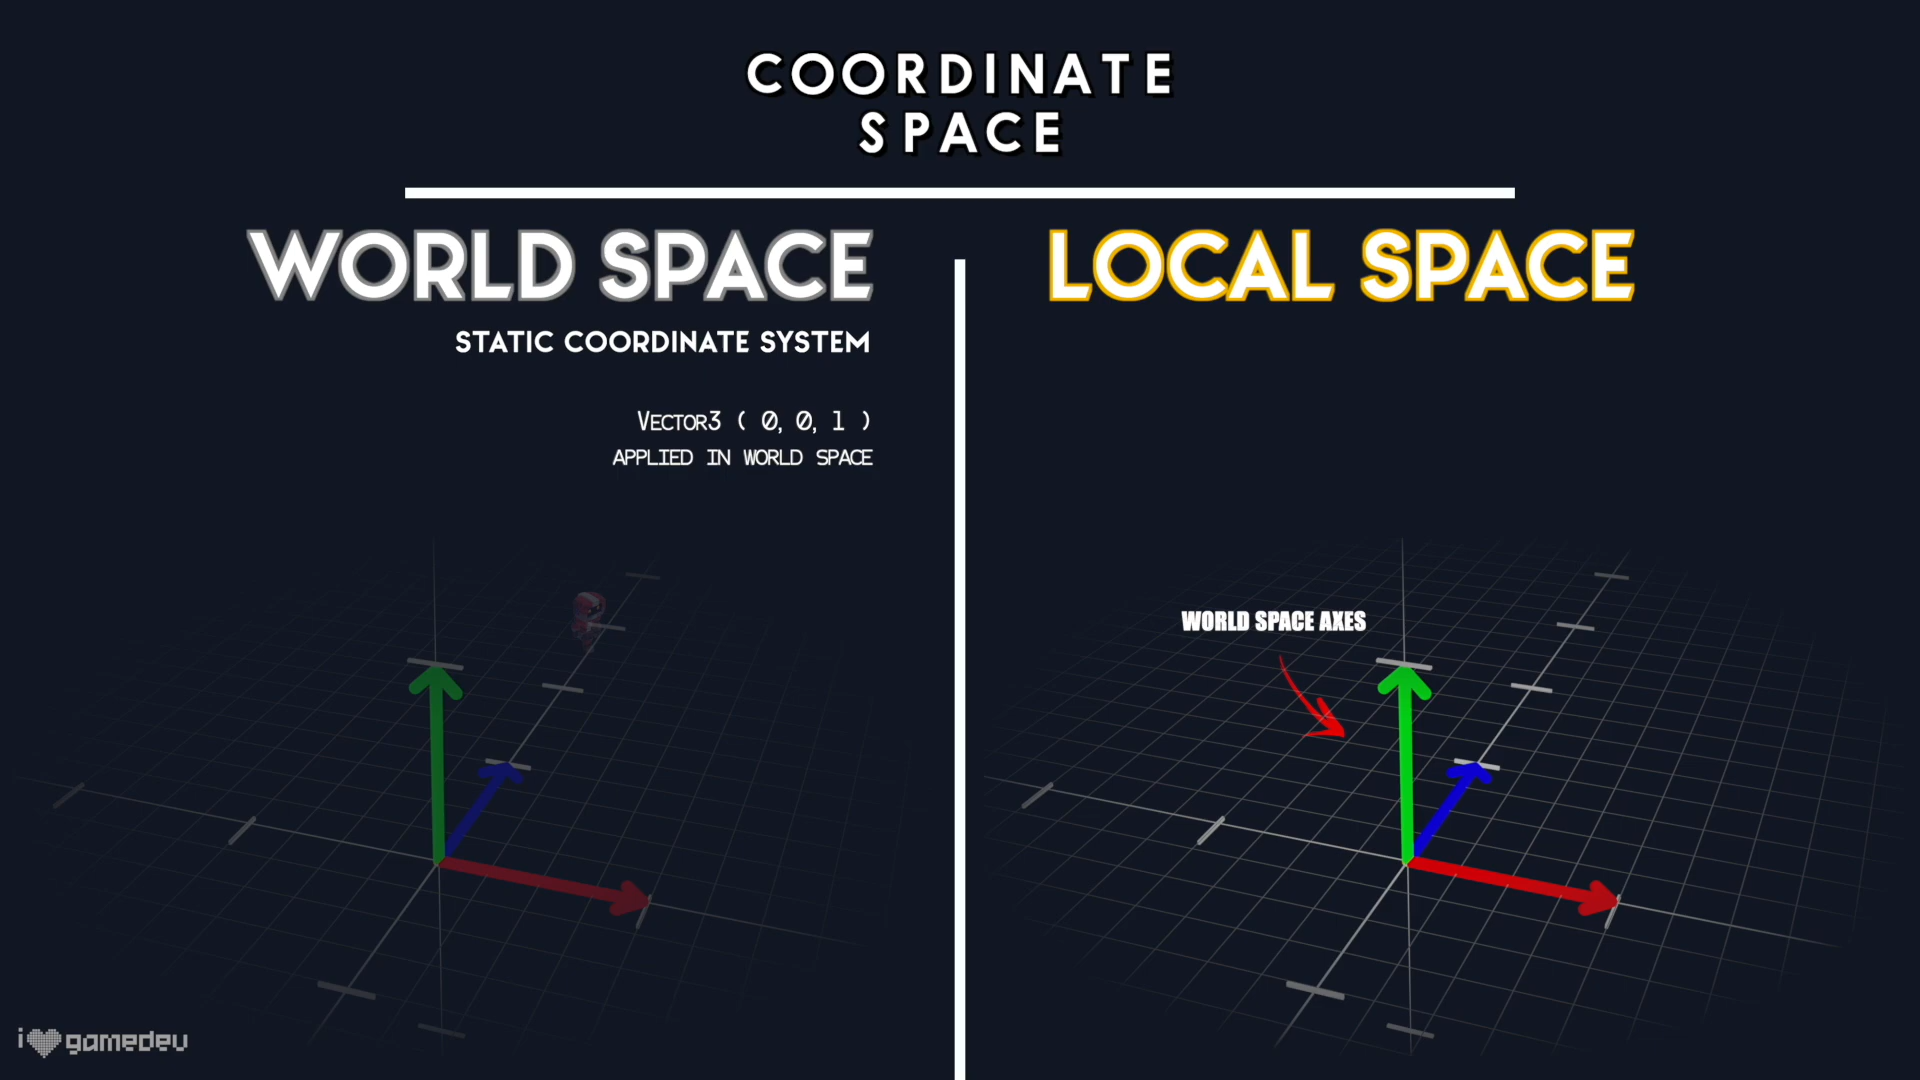 COORDINATE
SPACE
WORLD SPACE
STATIC COORDINATE SYSTEM
VECTOR3 ( 0, 0, 1 )
APPLIED IN WORLD SPACE
LOCAL SPACE
WORLD SPACE AXES
i gamedev